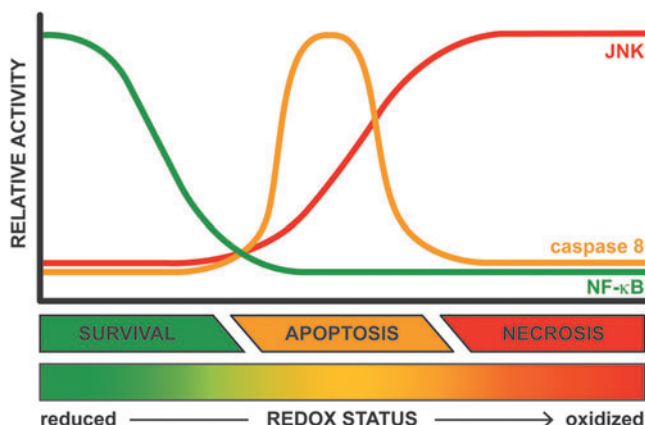 RELATIVE ACTIVITY
JNK
caspase 8
NF-κB
SURVIVAL
APOPTOSIS
NECROSIS
reduced
REDOX STATUS
oxidized